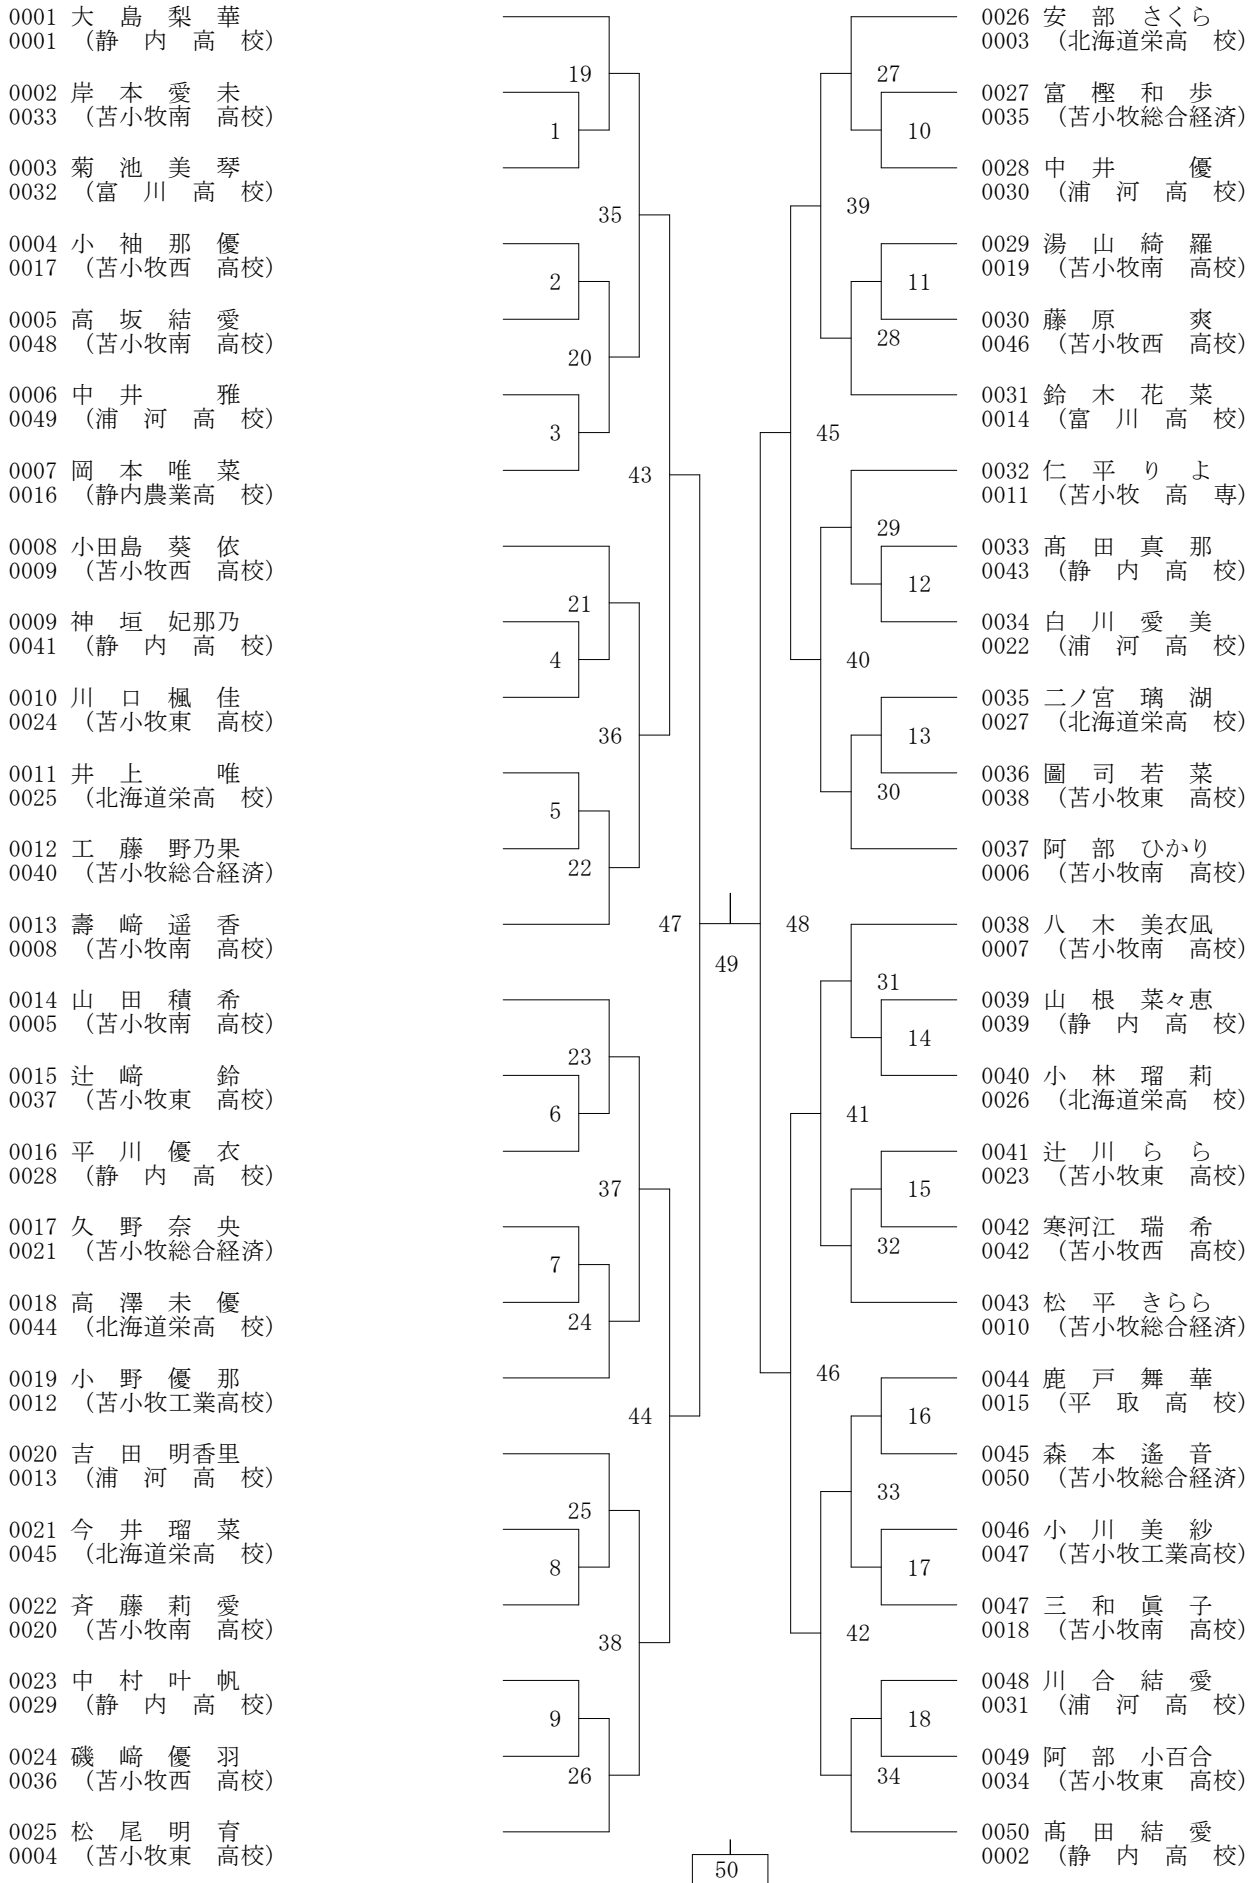 0001 大　島　梨　華
0001 （静　内　高　校）
19
0002 岸　本　愛　未
0033 （苫小牧南　高校）
1
0003 菊　池　美　琴
0032 （富　川　高　校）
35
0004 小　袖　那　優
0017 （苫小牧西　高校）
2
0005 高　坂　結　愛
0048 （苫小牧南　高校）
20
0006 中　井　　　雅
0049 （浦　河　高　校）
3
0007 岡　本　唯　菜
0016 （静内農業高　校）
43
0008 小田島　葵　依
0009 （苫小牧西　高校）
21
0009 神　垣　妃那乃
0041 （静　内　高　校）
4
0010 川　口　楓　佳
0024 （苫小牧東　高校）
36
0011 井　上　　　唯
0025 （北海道栄高　校）
5
0012 工　藤　野乃果
0040 （苫小牧総合経済）
22
0013 壽　﨑　遥　香
0008 （苫小牧南　高校）
47
0014 山　田　積　希
0005 （苫小牧南　高校）
23
0015 辻　﨑　　　鈴
0037 （苫小牧東　高校）
6
0016 平　川　優　衣
0028 （静　内　高　校）
37
0017 久　野　奈　央
0021 （苫小牧総合経済）
7
0018 高　澤　未　優
0044 （北海道栄高　校）
24
0019 小　野　優　那
0012 （苫小牧工業高校）
44
0020 吉　田　明香里
0013 （浦　河　高　校）
25
0021 今　井　瑠　菜
0045 （北海道栄高　校）
8
0022 斉　藤　莉　愛
0020 （苫小牧南　高校）
38
0023 中　村　叶　帆
0029 （静　内　高　校）
9
0024 磯　﨑　優　羽
0036 （苫小牧西　高校）
26
0025 松　尾　明　育
0004 （苫小牧東　高校）
49
50
0026 安　部　さくら
0003 （北海道栄高　校）
27
0027 富　樫　和　歩
0035 （苫小牧総合経済）
10
0028 中　井　　　優
0030 （浦　河　高　校）
39
0029 湯　山　綺　羅
0019 （苫小牧南　高校）
11
0030 藤　原　　　爽
0046 （苫小牧西　高校）
28
0031 鈴　木　花　菜
0014 （富　川　高　校）
45
0032 仁　平　り　よ
0011 （苫小牧　高　専）
29
0033 髙　田　真　那
0043 （静　内　高　校）
12
0034 白　川　愛　美
0022 （浦　河　高　校）
40
0035 二ノ宮　璃　湖
0027 （北海道栄高　校）
13
0036 圖　司　若　菜
0038 （苫小牧東　高校）
30
0037 阿　部　ひかり
0006 （苫小牧南　高校）
48
0038 八　木　美衣凪
0007 （苫小牧南　高校）
31
0039 山　根　菜々恵
0039 （静　内　高　校）
14
0040 小　林　瑠　莉
0026 （北海道栄高　校）
41
0041 辻　川　ら　ら
0023 （苫小牧東　高校）
15
0042 寒河江　瑞　希
0042 （苫小牧西　高校）
32
0043 松　平　きらら
0010 （苫小牧総合経済）
46
0044 鹿　戸　舞　華
0015 （平　取　高　校）
16
0045 森　本　遙　音
0050 （苫小牧総合経済）
33
0046 小　川　美　紗
0047 （苫小牧工業高校）
17
0047 三　和　眞　子
0018 （苫小牧南　高校）
42
0048 川　合　結　愛
0031 （浦　河　高　校）
18
0049 阿　部　小百合
0034 （苫小牧東　高校）
34
0050 髙　田　結　愛
0002 （静　内　高　校）